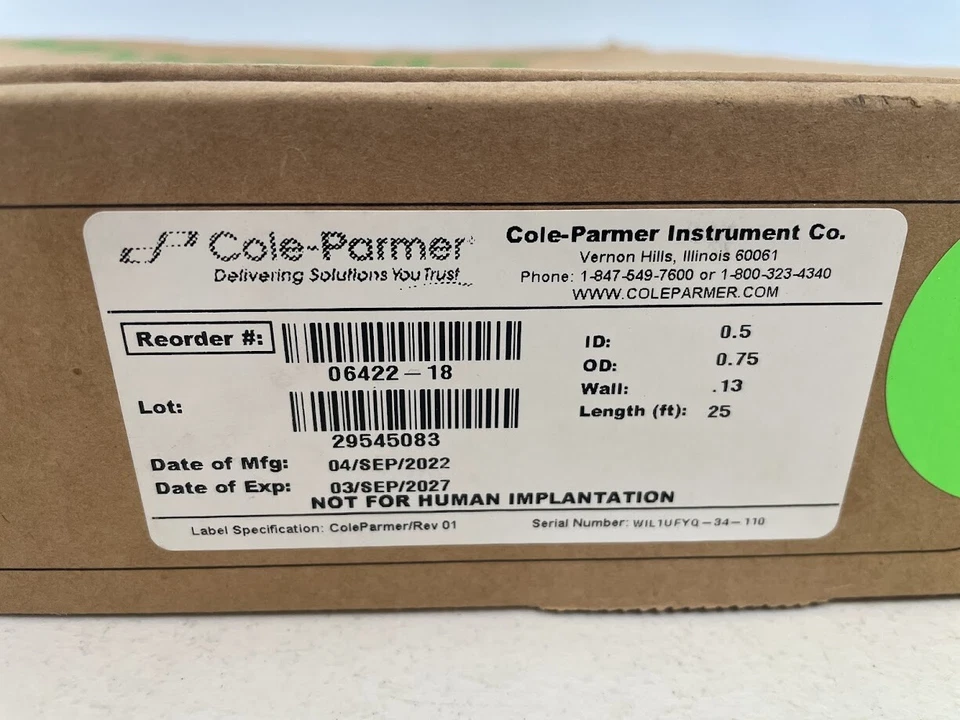 Cole-Parmer
Delivering Solutions You Trust
Cole-Parmer Instrument Co.
Vernon Hills, Illinois 60061
Phone: 1-847-549-7600 or 1-800-323-4340
WWW.COLEPARMER.COM
Reorder #:
06422-18
Lot:
29545083
Date of Mfg: 04/SEP/2022
Date of Exp: 03/SEP/2027
ID: 0.5
OD: 0.75
Wall: .13
Length (ft): 25
NOT FOR HUMAN IMPLANTATION
Label Specification: ColeParmer/Rev 01
Serial Number: WIL1UFYQ-34-110